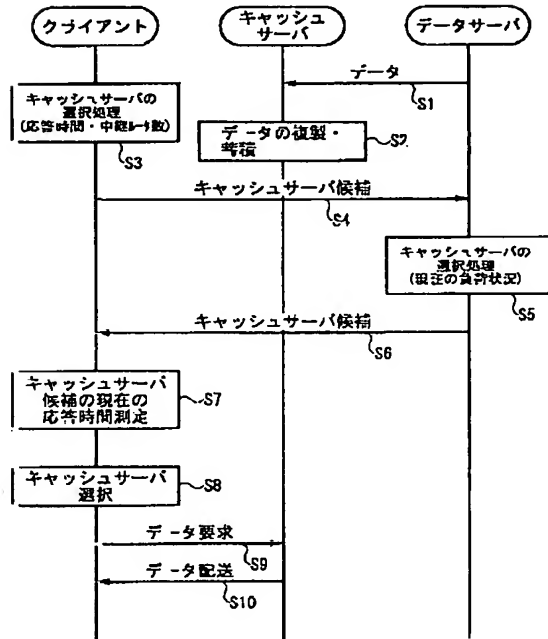 クライアント
キャッシュ
サーバ
データサーバ
データ
S1
キャッシュサーバの
選択処理
(応答時間・中継ルータ数)
S3
データの複製・
蓄積
S2
キャッシュサーバ候補
S4
キャッシュサーバの
選択処理
(現在の負荷状況)
S5
キャッシュサーバ候補
S6
キャッシュサーバ
候補の現在の
応答時間測定
S7
キャッシュサーバ
選択
S8
データ要求
S9
データ配送
S10